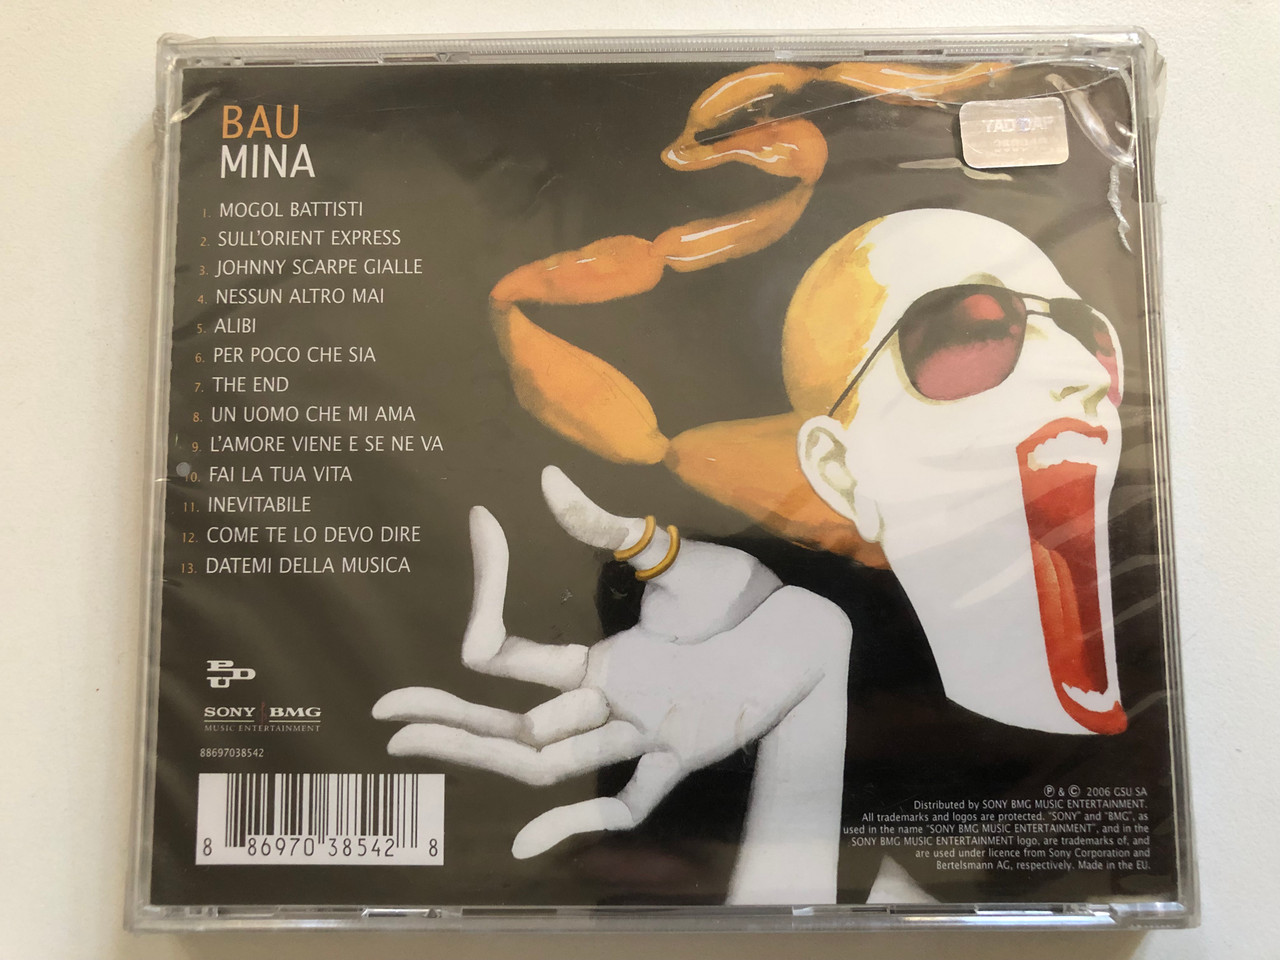 BAU
MINA
1. MOGOL BATTISTI
2. SULL'ORIENT EXPRESS
3. JOHNNY SCARPE GIALLE
4. NESSUN ALTRO MAI
5. ALIBI
6. PER POCO CHE SIA
7. THE END
8. UN UOMO CHE MI AMA
9. L'AMORE VIENE E SE NE VA
10. FAI LA TUA VITA
11. INEVITABILE
12. COME TE LO DEVO DIRE
13. DATEMI DELLA MUSICA
PDU
SONY BMG
MUSIC ENTERTAINMENT
88697038542
8 86970 38542 8
℗ & © 2006 GSU SA
Distributed by SONY BMG MUSIC ENTERTAINMENT.
All trademarks and logos are protected. "SONY" and "BMG", as
used in the name "SONY BMG MUSIC ENTERTAINMENT", and in the
SONY BMG MUSIC ENTERTAINMENT logo, are trademarks of, and
are used under licence from Sony Corporation and
Bertelsmann AG, respectively. Made in the EU.